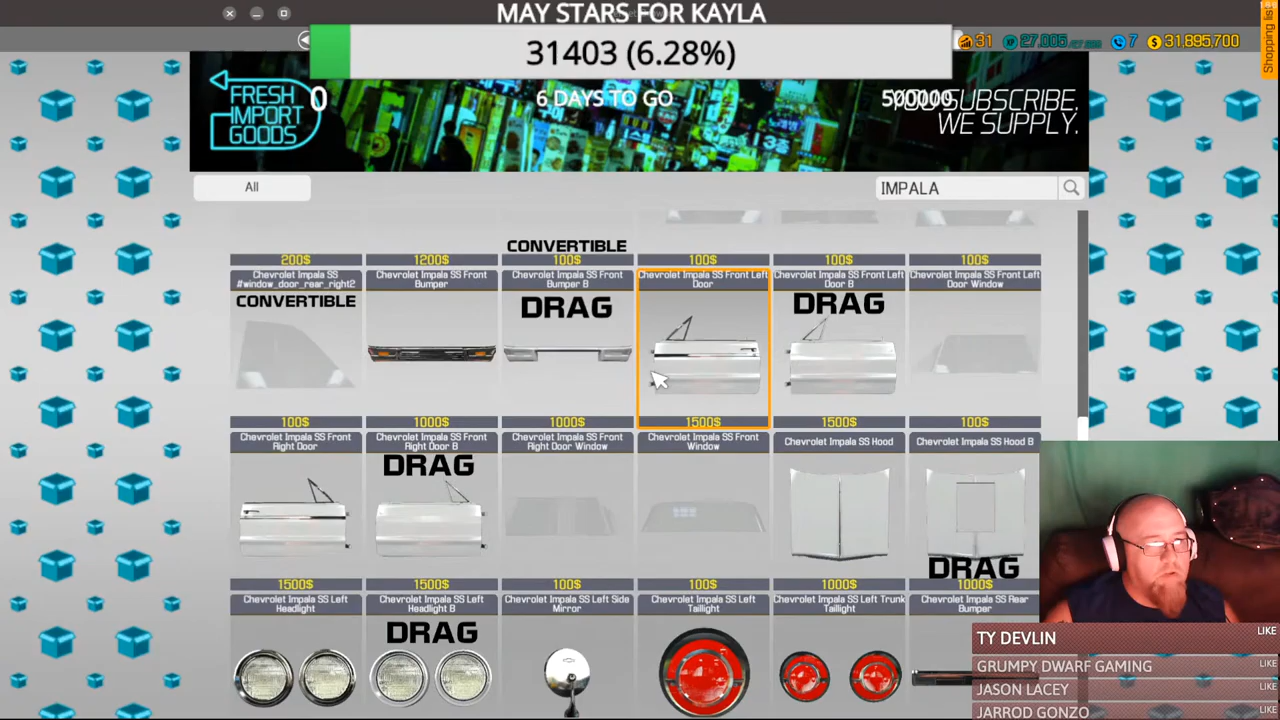 MAY STARS FOR KAYLA
31403 (6.28%)
0
6 DAYS TO GO
500000
31
27,005
7
$ 31,895,700
Shopping list
FRESH
IMPORT
GOODS
SUBSCRIBE.
WE SUPPLY.
All
IMPALA
CONVERTIBLE
200$
1200$
100$
100$
100$
100$
Chevrolet Impala SS
#window_door_rear_right2
Chevrolet Impala SS Front
Bumper
Chevrolet Impala SS Front
Bumper B
Chevrolet Impala SS Front Left
Door
Chevrolet Impala SS Front Left
Door B
Chevrolet Impala SS Front Left
Door Window
CONVERTIBLE
DRAG
DRAG
100$
1000$
1000$
1500$
1500$
100$
Chevrolet Impala SS Front
Right Door
Chevrolet Impala SS Front
Right Door B
Chevrolet Impala SS Front
Right Door Window
Chevrolet Impala SS Front
Window
Chevrolet Impala SS Hood
Chevrolet Impala SS Hood B
DRAG
DRAG
1500$
1500$
100$
100$
1000$
1000$
Chevrolet Impala SS Left
Headlight
Chevrolet Impala SS Left
Headlight B
Chevrolet Impala SS Left Side
Mirror
Chevrolet Impala SS Left
Taillight
Chevrolet Impala SS Left Trunk
Taillight
Chevrolet Impala SS Rear
Bumper
DRAG
TY DEVLIN
LIKE
GRUMPY DWARF GAMING
LIKE
JASON LACEY
LIKE
JARROD GONZO
LIKE